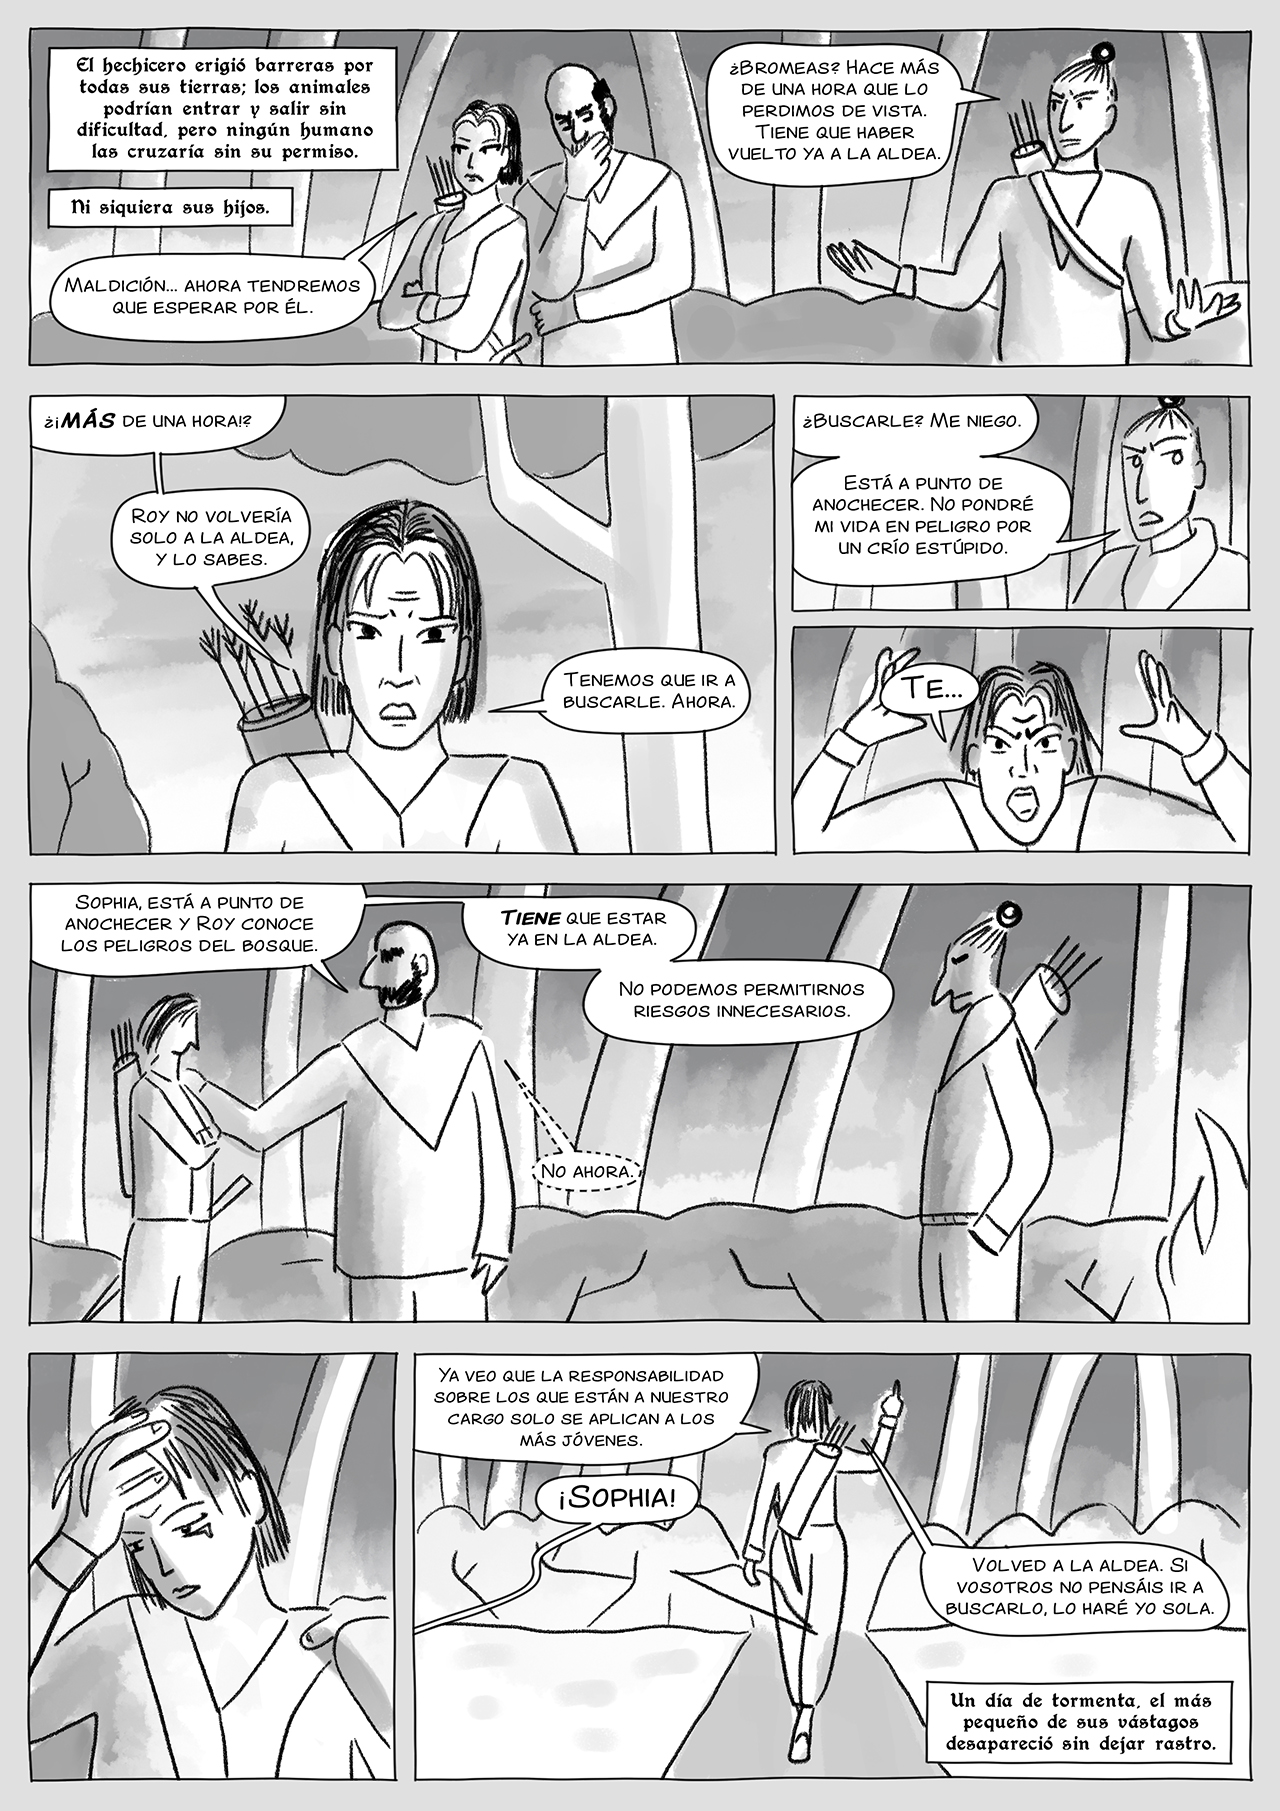 El hechicero erigió barreras por
todas sus tierras; los animales
podrían entrar y salir sin
dificultad, pero ningún humano
las cruzaría sin su permiso.
Ni siquiera sus hijos.
Maldición... ahora tendremos
que esperar por él.
¿Bromeas? Hace más
de una hora que lo
perdimos de vista.
Tiene que haber
vuelto ya a la aldea.
¿¡MÁS de una hora!?
Roy no volvería
solo a la aldea,
y lo sabes.
Tenemos que ir a
buscarle. Ahora.
¿Buscarle? Me niego.
Está a punto de
anochecer. No pondré
mi vida en peligro por
un crío estúpido.
Te...
Sophia, está a punto de
anochecer y Roy conoce
los peligros del bosque.
TIENE que estar
ya en la aldea.
No podemos permitirnos
riesgos innecesarios.
No ahora.
Ya veo que la responsabilidad
sobre los que están a nuestro
cargo solo se aplican a los
más jóvenes.
¡Sophia!
Volved a la aldea. Si
vosotros no pensáis ir a
buscarlo, lo haré yo sola.
Un día de tormenta, el más
pequeño de sus vástagos
desapareció sin dejar rastro.